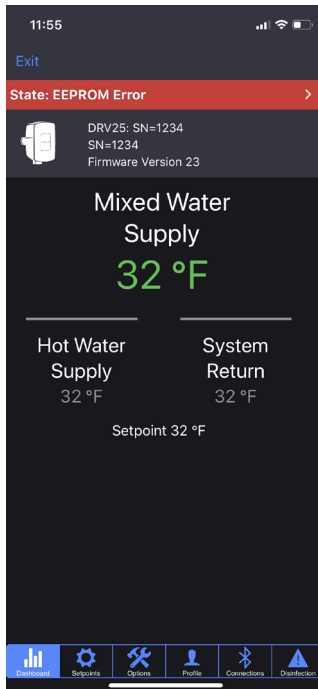 11:55
Exit
State: EEPROM Error
DRV25: SN=1234
SN=1234
Firmware Version 23
Mixed Water
Supply
32 °F
Hot Water
Supply
32 °F
System
Return
32 °F
Setpoint 32 °F
Dashboard Setpoints Options Profile Connections Disinfection